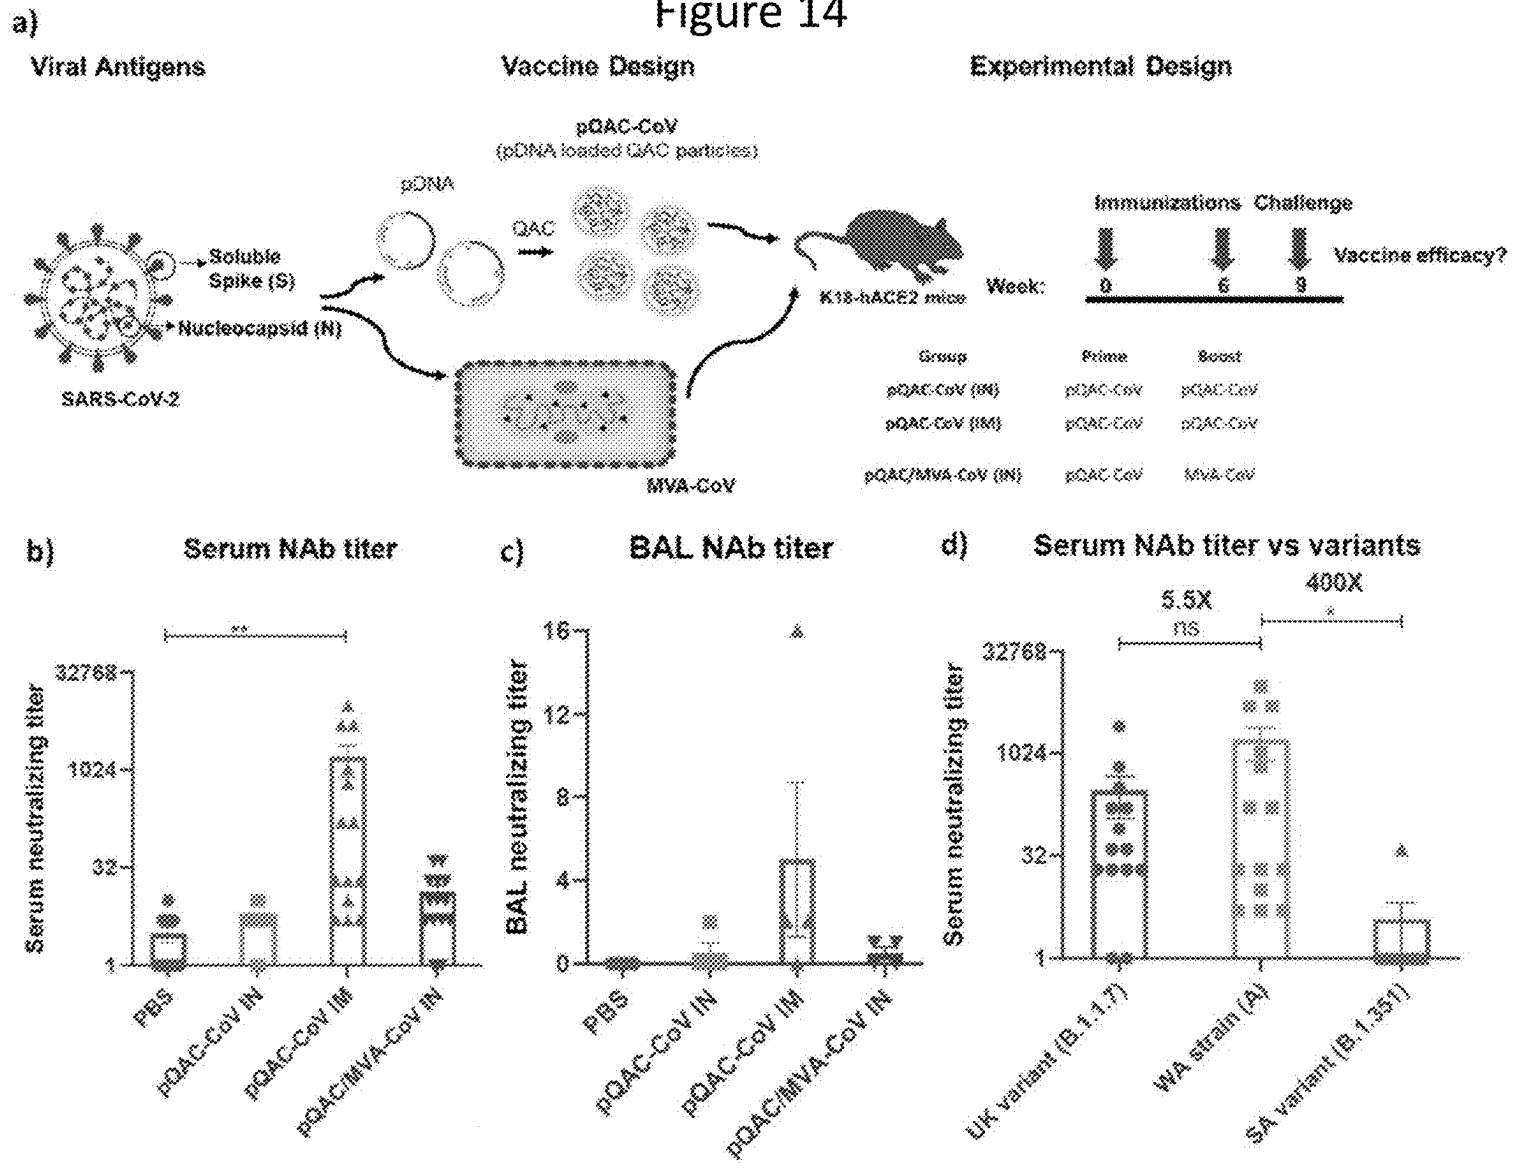 Figure 14
a)
Viral Antigens
Vaccine Design
Experimental Design
pQAC-CoV
(pDNA loaded QAC particles)
pDNA
QAC
Soluble
Spike (S)
Nucleocapsid (N)
SARS-CoV-2
MVA-CoV
K18-hACE2 mice
Immunizations Challenge
Vaccine efficacy?
Week: 0 6 9
Group Prime Boost
pQAC-CoV (IN) pQAC-CoV pQAC-CoV
pQAC-CoV (IM) pQAC-CoV pQAC-CoV
pQAC/MVA-CoV (IN) pQAC-CoV MVA-CoV
b)
Serum NAb titer
**
Serum neutralizing titer
32768
1024
32
1
PBS
pQAC-CoV IN
pQAC-CoV IM
pQAC/MVA-CoV IN
c)
BAL NAb titer
BAL neutralizing titer
16
12
8
4
0
PBS
pQAC-CoV IN
pQAC-CoV IM
pQAC/MVA-CoV IN
d)
Serum NAb titer vs variants
400X
*
5.5X
ns
Serum neutralizing titer
32768
1024
32
1
UK variant (B.1.1.7)
WA strain (A)
SA variant (B.1.351)